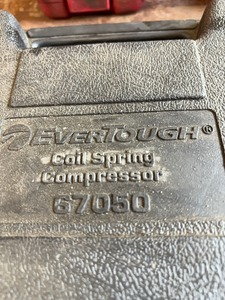 EVERTOUGH®
Coil Spring
Compressor
67050